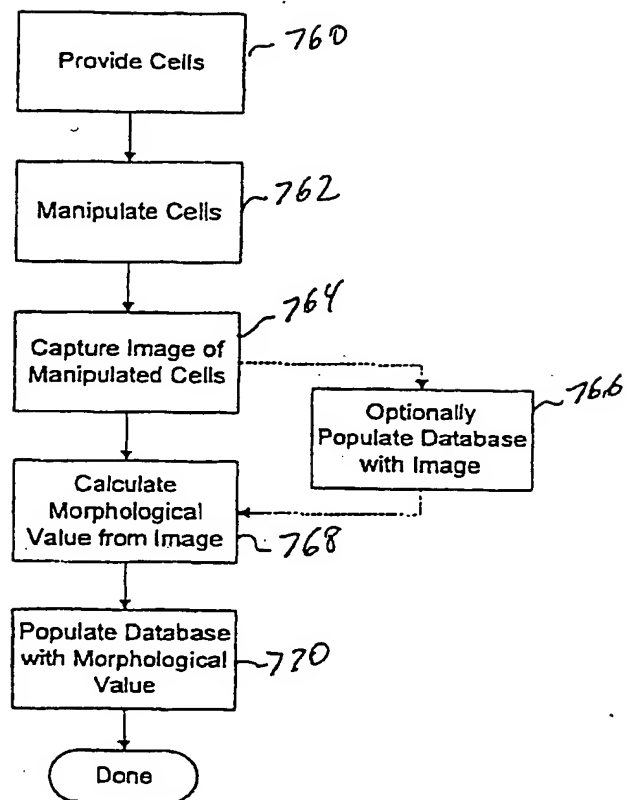 Provide Cells
760
Manipulate Cells
762
Capture Image of
Manipulated Cells
764
Optionally
Populate Database
with Image
766
Calculate
Morphological
Value from Image
768
Populate Database
with Morphological
Value
770
Done